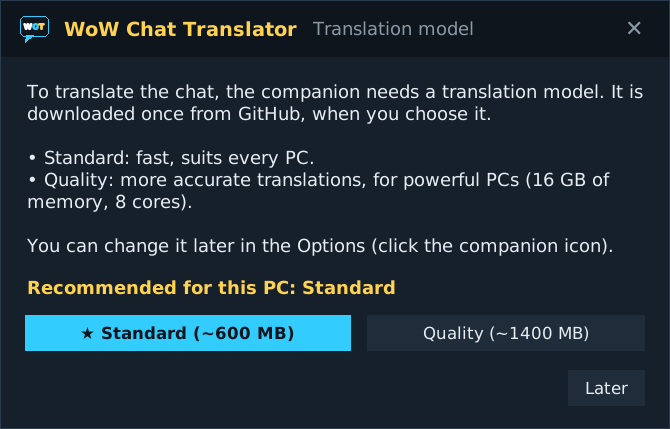 WoT
WoW Chat Translator Translation model ✕
To translate the chat, the companion needs a translation model. It is
downloaded once from GitHub, when you choose it.
• Standard: fast, suits every PC.
• Quality: more accurate translations, for powerful PCs (16 GB of
memory, 8 cores).
You can change it later in the Options (click the companion icon).
Recommended for this PC: Standard
★ Standard (~600 MB)
Quality (~1400 MB)
Later